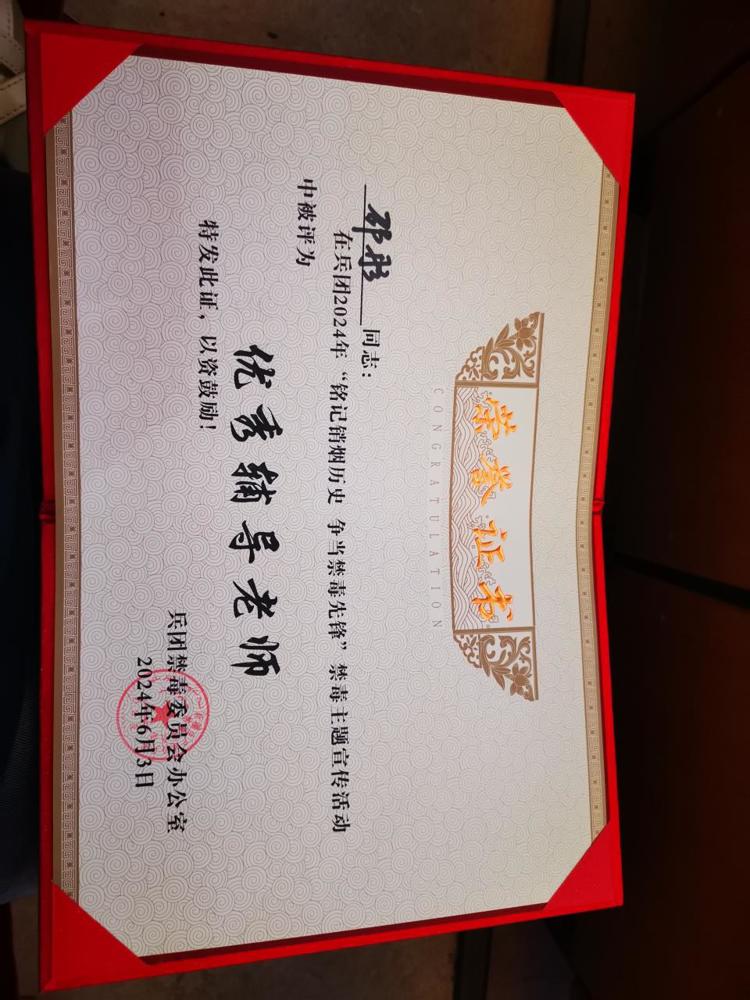 荣誉证书
CONGRATULATION
邵彤 同志:
在兵团2024年“铭记销烟历史 争当禁毒先锋”禁毒主题宣传活动
中被评为
优秀辅导老师
特发此证,以资鼓励!
兵团禁毒委员会办公室
2024年6月3日